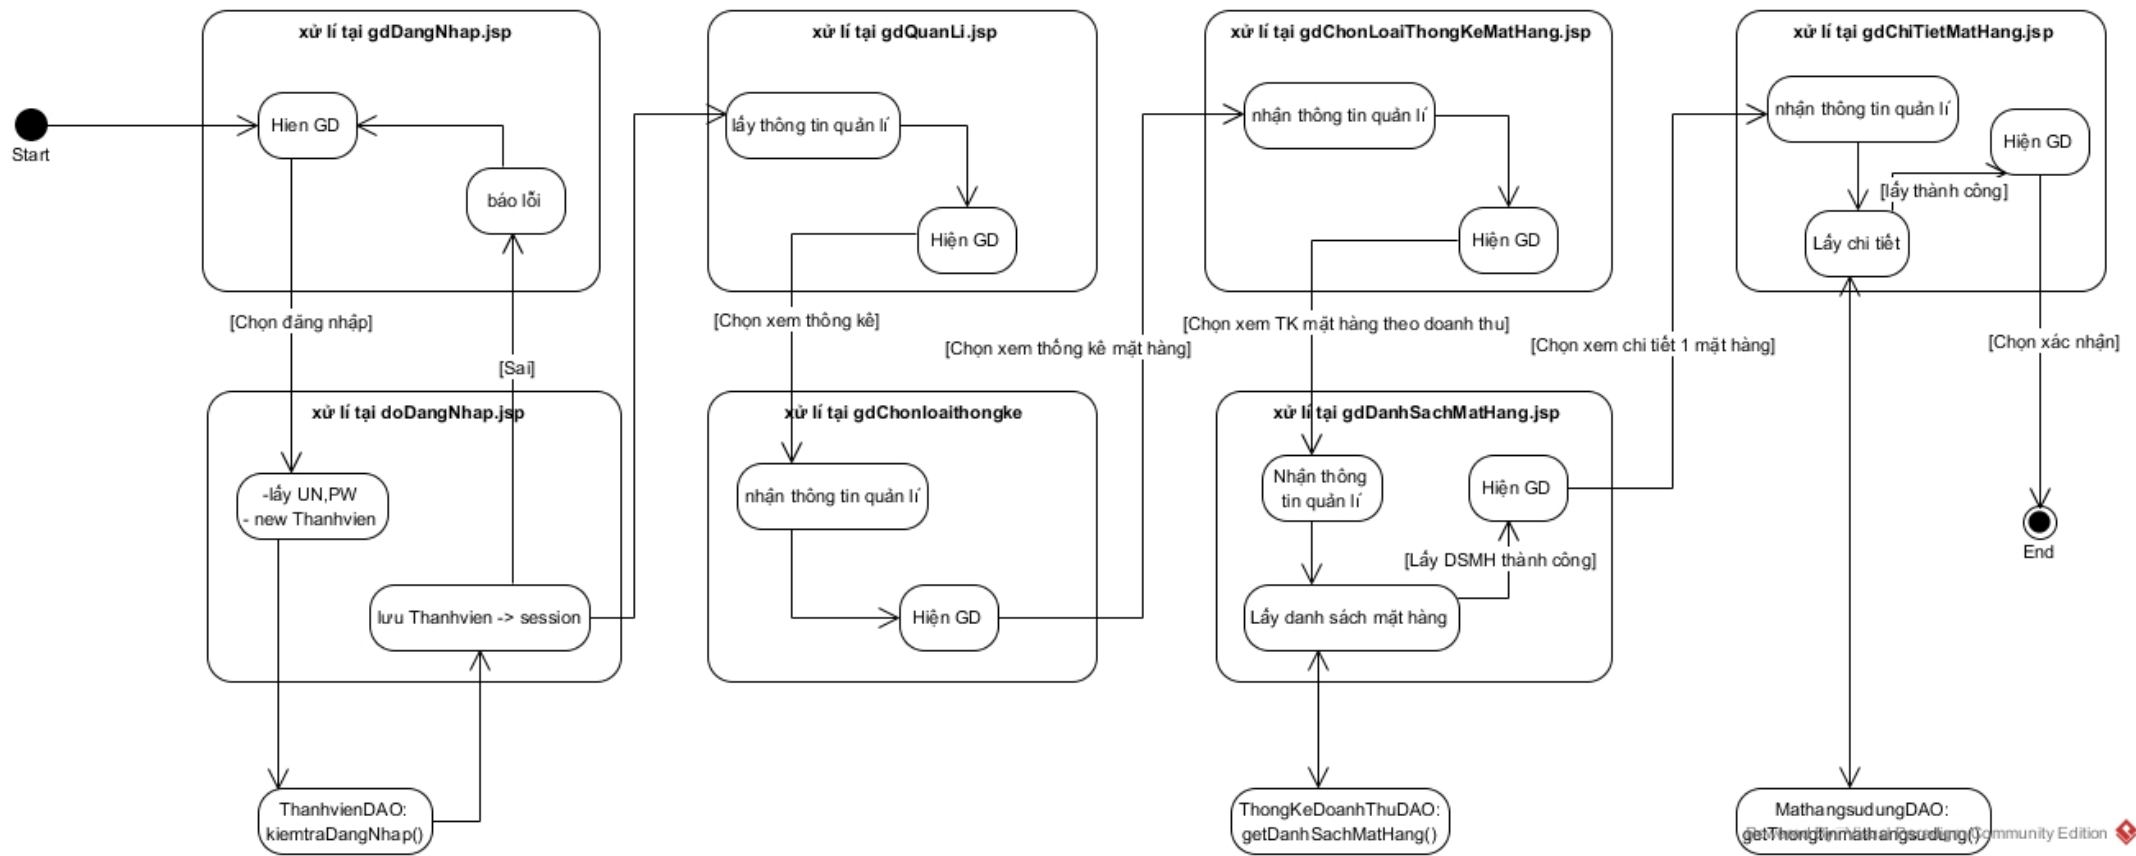 xử lí tại gdDangNhap.jsp
Start
Hien GD
báo lỗi
[Chọn đăng nhập]
[Sai]
xử lí tại doDangNhap.jsp
-lấy UN,PW
- new Thanhvien
lưu Thanhvien -> session
ThanhvienDAO:
kiemtraDangNhap()
xử lí tại gdQuanLi.jsp
lấy thông tin quản lí
Hiện GD
[Chọn xem thông kê]
xử lí tại gdChonloaithongke
nhận thông tin quản lí
Hiện GD
[Chọn xem thống kê mặt hàng]
xử lí tại gdChonLoaiThongKeMatHang.jsp
nhận thông tin quản lí
Hiện GD
[Chọn xem TK mặt hàng theo doanh thu]
xử lí tại gdDanhSachMatHang.jsp
Nhận thông
tin quản lí
Hiện GD
[Lấy DSMH thành công]
Lấy danh sách mặt hàng
ThongKeDoanhThuDAO:
getDanhSachMatHang()
[Chọn xem chi tiết 1 mặt hàng]
xử lí tại gdChiTietMatHang.jsp
nhận thông tin quản lí
Hiện GD
[lấy thành công]
Lấy chi tiết
[Chọn xác nhận]
End
MathangsudungDAO:
getThongtinmathangsudung()
Powered By Visual Paradigm Community Edition